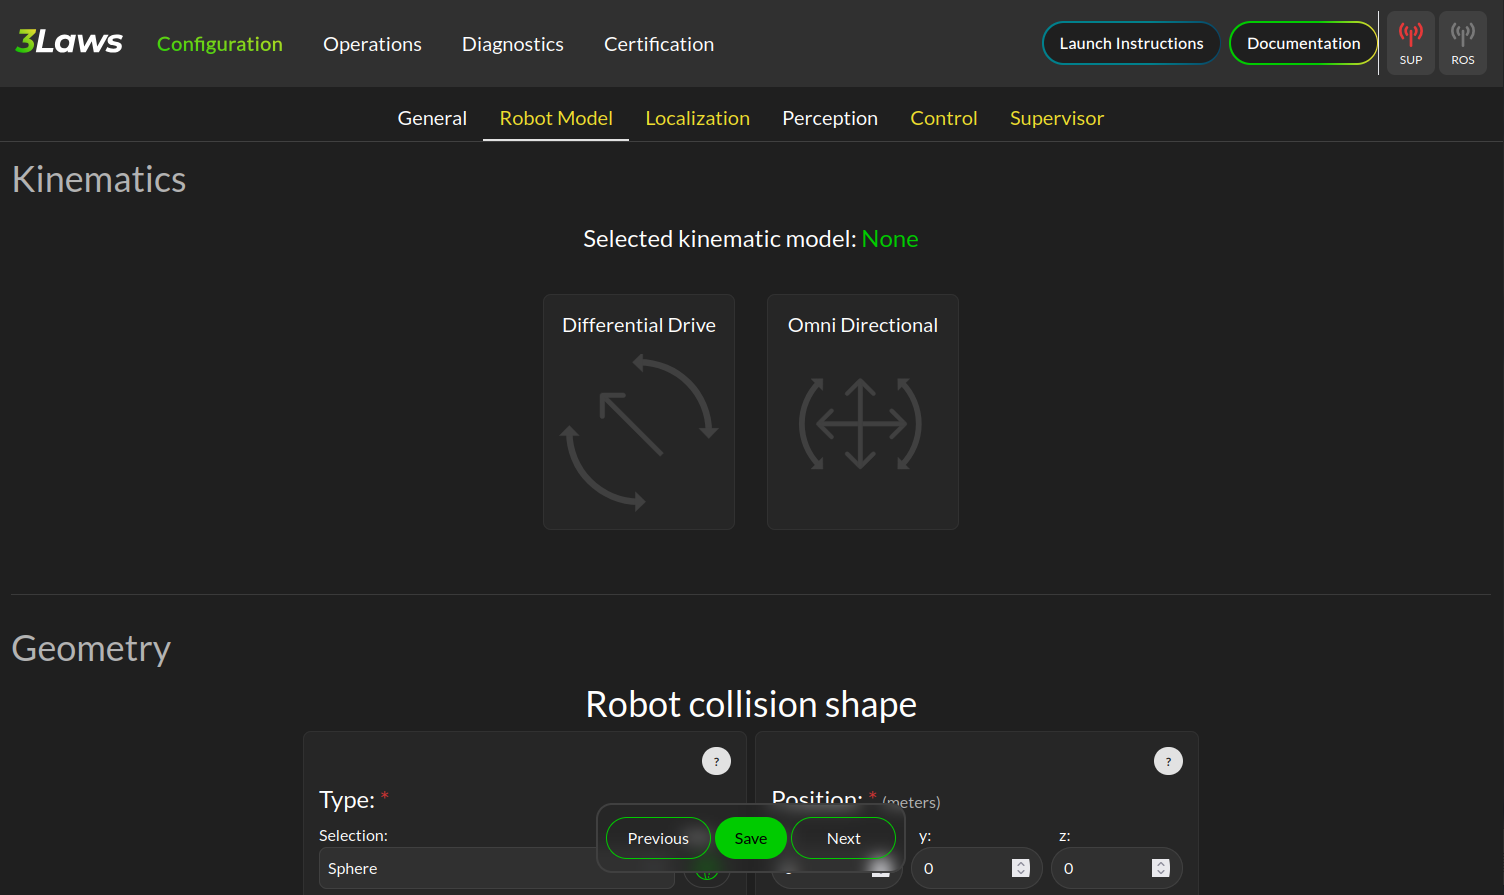 3Laws Configuration Operations Diagnostics Certification Launch Instructions Documentation SUP ROS
General Robot Model Localization Perception Control Supervisor
Kinematics
Selected kinematic model: None
Differential Drive Omni Directional
Geometry
Robot collision shape
? ?
Type: * Position: * (meters)
Selection: y: z:
Previous Save Next
Sphere 0 0